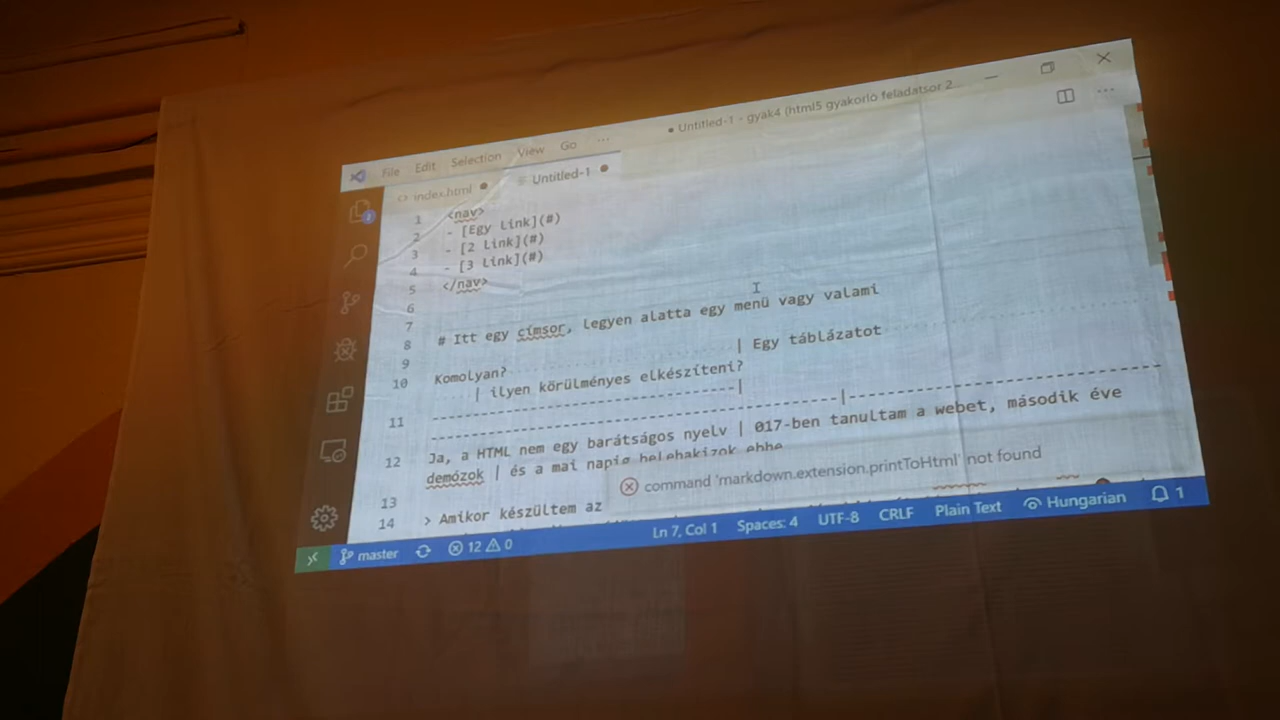 File Edit Selection View Go ··· ● Untitled-1 - gyak4 (html5 gyakorlo feladatsor 2
<> index.html ● Untitled-1 ●
1 <nav>
2 - [Egy Link](#)
3 - [2 Link](#)
4 - [3 Link](#)
5 </nav>
6
7
8 # Itt egy címsor, legyen alatta egy menü vagy valami
9
10 Komolyan? | Egy táblázatot
| ilyen körülményes elkészíteni?
11 ------------------------------------|
---------------------------------------------|-----------------------------------
12 Ja, a HTML nem egy barátságos nyelv | 017-ben tanultam a webet, második éve
demózok | és a mai napig belehakizok ebbe
13
14 > Amikor készültem az
command 'markdown.extension.printToHtml' not found
2
master 12 0 Ln 7, Col 1 Spaces: 4 UTF-8 CRLF Plain Text Hungarian 1